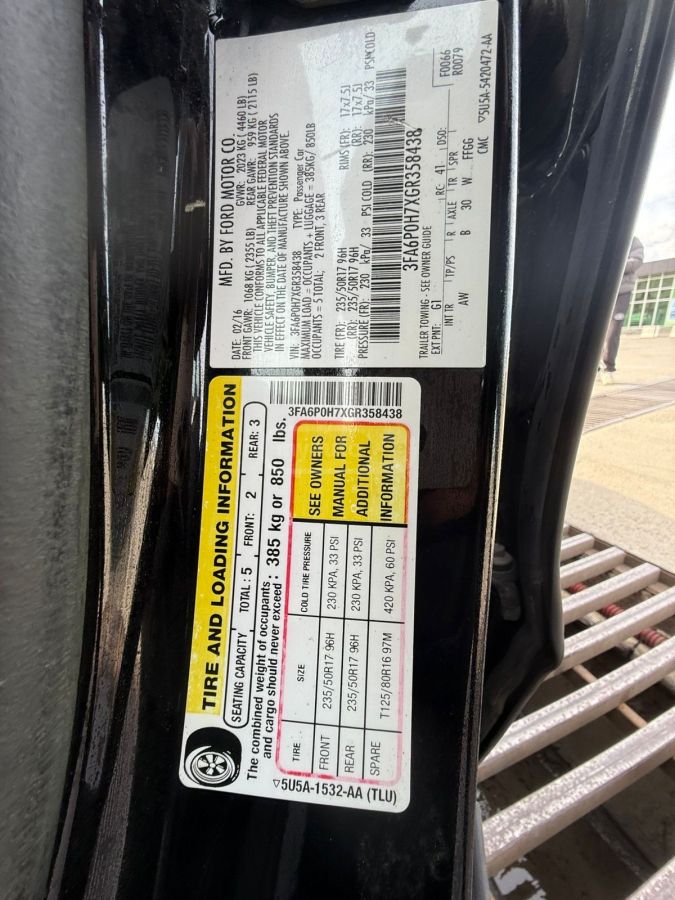 MFD. BY FORD MOTOR CO.
DATE: 02/16 GVWR: 2023 KG ( 4460 LB)
FRONT GAWR: 1068 KG ( 2355 LB) REAR GAWR: 959 KG ( 2115 LB)
THIS VEHICLE CONFORMS TO ALL APPLICABLE FEDERAL MOTOR
VEHICLE SAFETY, BUMPER, AND THEFT PREVENTION STANDARDS
IN EFFECT ON THE DATE OF MANUFACTURE SHOWN ABOVE.
VIN: 3FA6P0H7XGR358438 TYPE: Passenger Car
MAXIMUM LOAD = OCCUPANTS + LUGGAGE = 385KG/ 850LB
OCCUPANTS = 5 TOTAL: 2 FRONT, 3 REAR
TIRE (FR): 235/50R17 96H RIMS(FR): 17x7.5J
(RR): 235/50R17 96H (RR): 17x7.5J
PRESSURE (FR): 230 kPa/ 33 PSI COLD (RR): 230 kPa/ 33 PSI COLD
3FA6P0H7XGR358438
F0066
R0079
TRAILER TOWING - SEE OWNER GUIDE
EXT PNT: G1 RC: 41 DSO:
INT TR TP/PS R AXLE TR SPR
AW B 30 W FFGG
CMC 5U5A-5420472-AA
TIRE AND LOADING INFORMATION
SEATING CAPACITY TOTAL : 5 FRONT: 2 REAR: 3
The combined weight of occupants
and cargo should never exceed : 385 kg or 850 lbs.
3FA6P0H7XGR358438
TIRE SIZE COLD TIRE PRESSURE
FRONT 235/50R17 96H 230 KPA, 33 PSI
REAR 235/50R17 96H 230 KPA, 33 PSI
SPARE T125/80R16 97M 420 KPA, 60 PSI
SEE OWNERS
MANUAL FOR
ADDITIONAL
INFORMATION
5U5A-1532-AA (TLU)